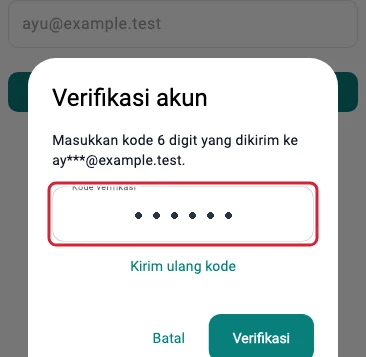 ayu@example.test
Verifikasi akun
Masukkan kode 6 digit yang dikirim ke
ay***@example.test.
Kode verifikasi
••••••
Kirim ulang kode
Batal
Verifikasi